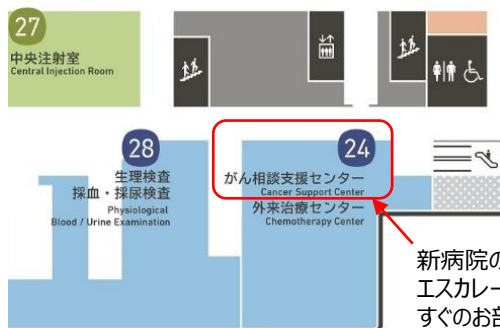 27
中央注射室
Central Injection Room
28
生理検査
採血・採尿検査
Physiological
Blood / Urine Examination
24
がん相談支援センター
Cancer Support Center
外来治療センター
Chemotherapy Center
新病院の
エスカレー
すぐのお部